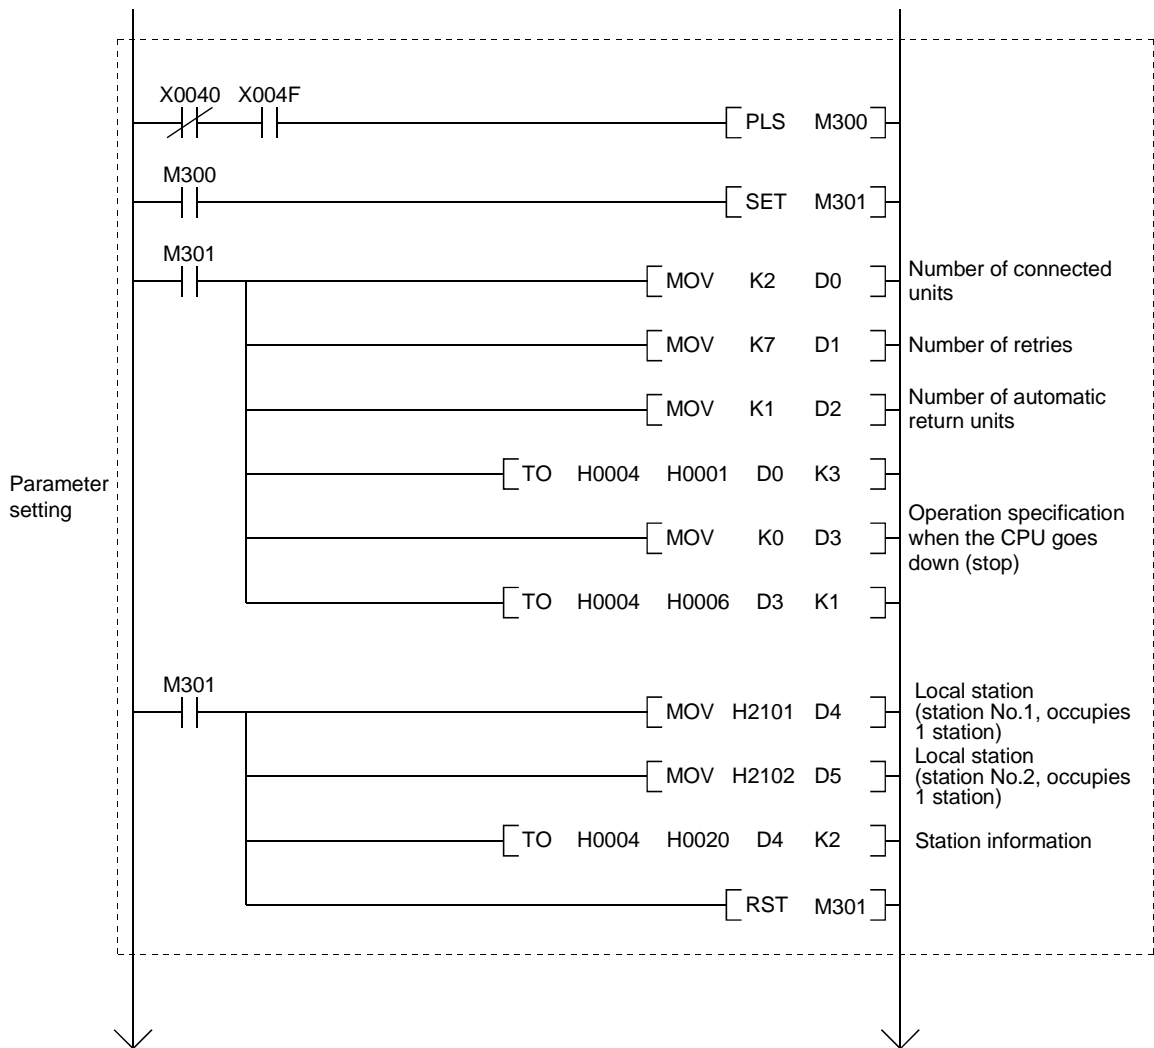 X0040 X004F
PLS M300
M300
SET M301
M301
MOV K2 D0
Number of connected
units
MOV K7 D1
Number of retries
MOV K1 D2
Number of automatic
return units
TO H0004 H0001 D0 K3
Parameter
setting
MOV K0 D3
Operation specification
when the CPU goes
down (stop)
TO H0004 H0006 D3 K1
M301
MOV H2101 D4
Local station
(station No.1, occupies
1 station)
MOV H2102 D5
Local station
(station No.2, occupies
1 station)
TO H0004 H0020 D4 K2
Station information
RST M301